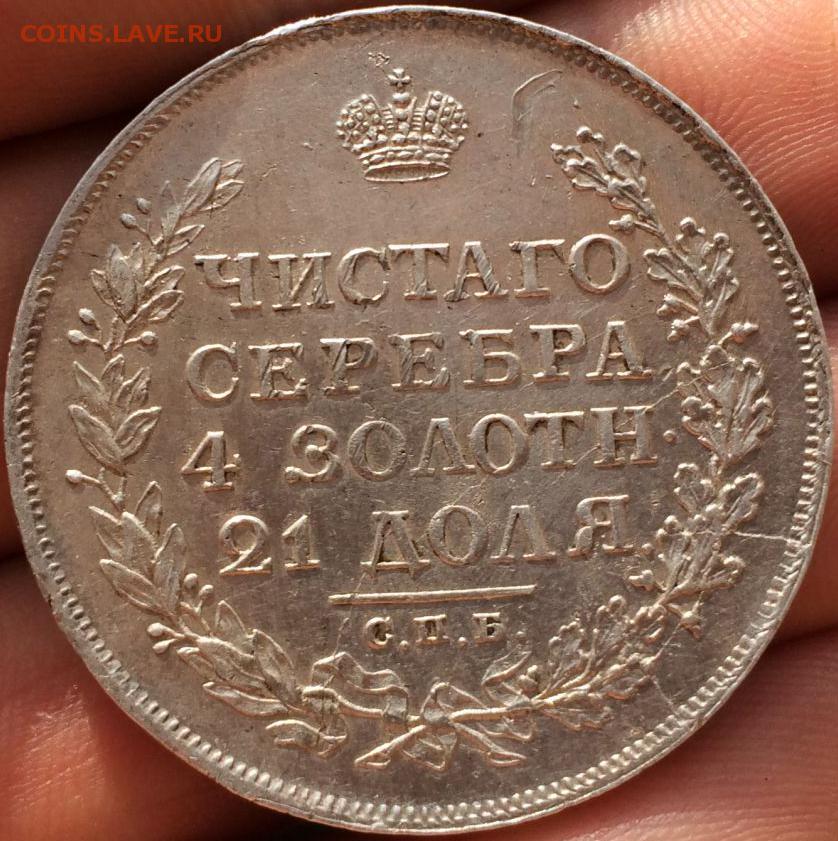 COINS.LAVE.RU
ЧИСТАГО
СЕРЕБРА
4 ЗОЛОТН.
21 ДОЛЯ
С.П.Б.